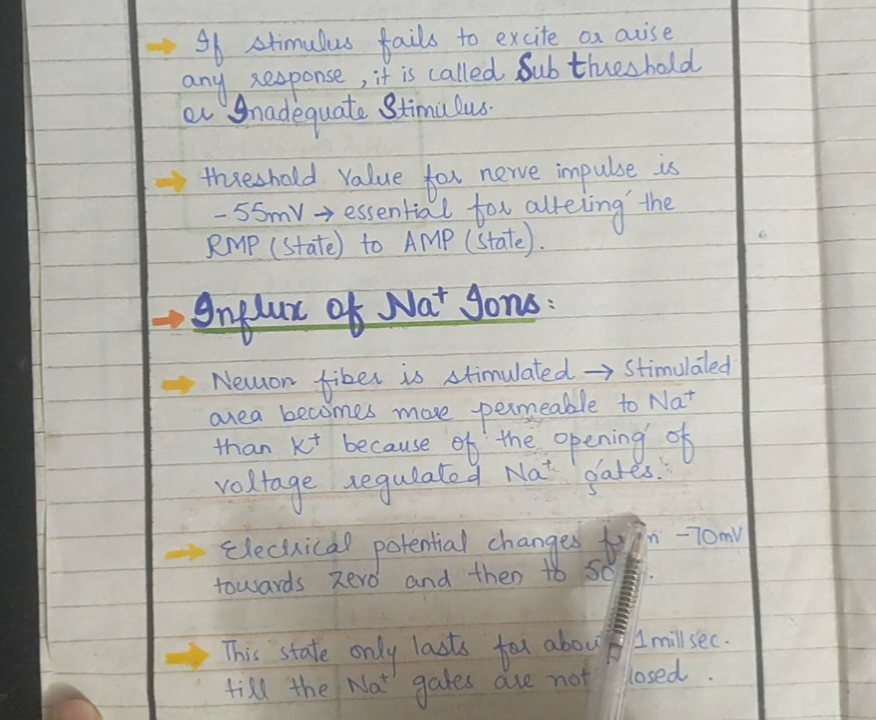 → If stimulus fails to excite or arise
any response, it is called Sub threshold
or Inadequate Stimulus.
→ threshold Value for nerve impulse is
-55mV → essential for altering the
RMP (State) to AMP (State).
→ Influx of Na⁺ Ions:
→ Neuron fiber is stimulated → Stimulated
area becomes more permeable to Na⁺
than K⁺ because of the opening of
voltage regulated Na⁺ gates.
→ Electrical potential changes -70mV
towards zero and then to
→ This state only lasts for 1millsec.
till the Na⁺ gates are not